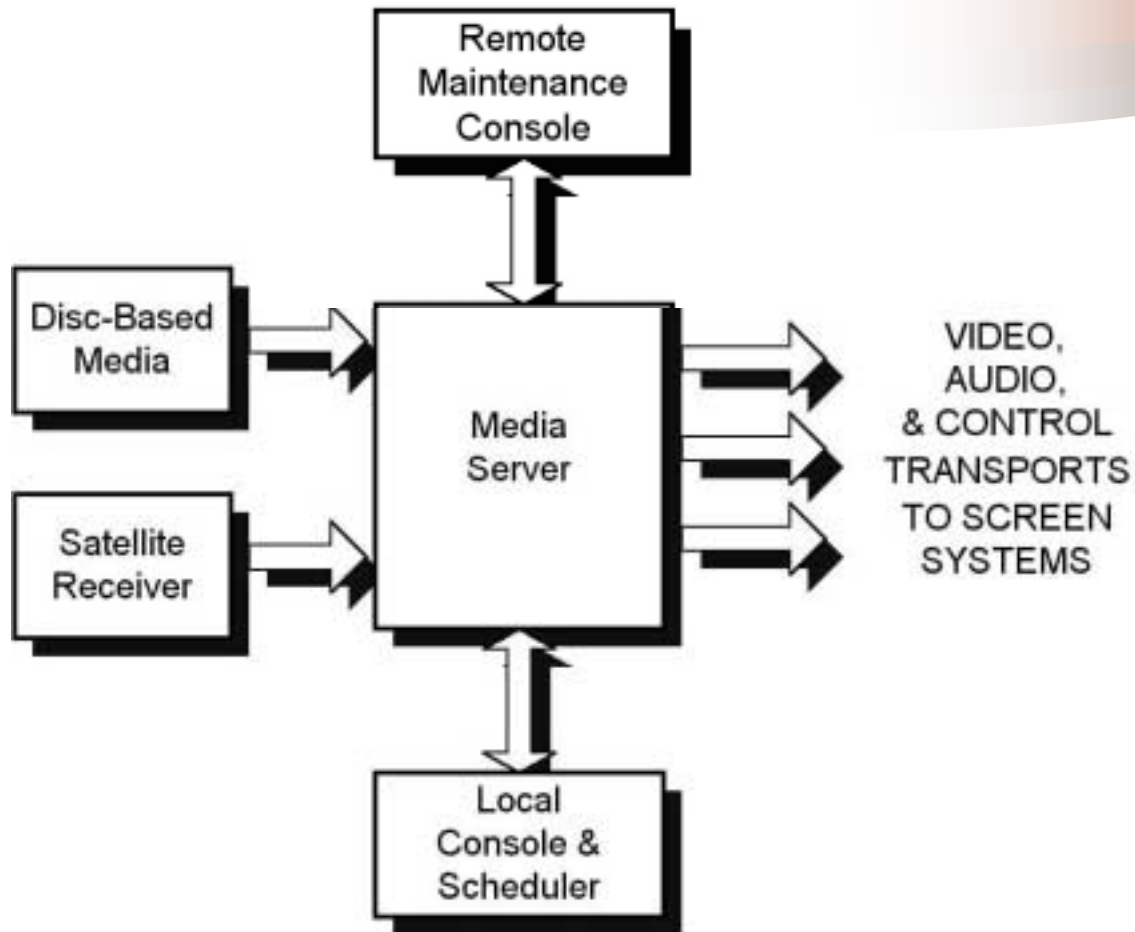 Remote
Maintenance
Console
Disc-Based
Media
Satellite
Receiver
Media
Server
VIDEO,
AUDIO,
& CONTROL
TRANSPORTS
TO SCREEN
SYSTEMS
Local
Console &
Scheduler